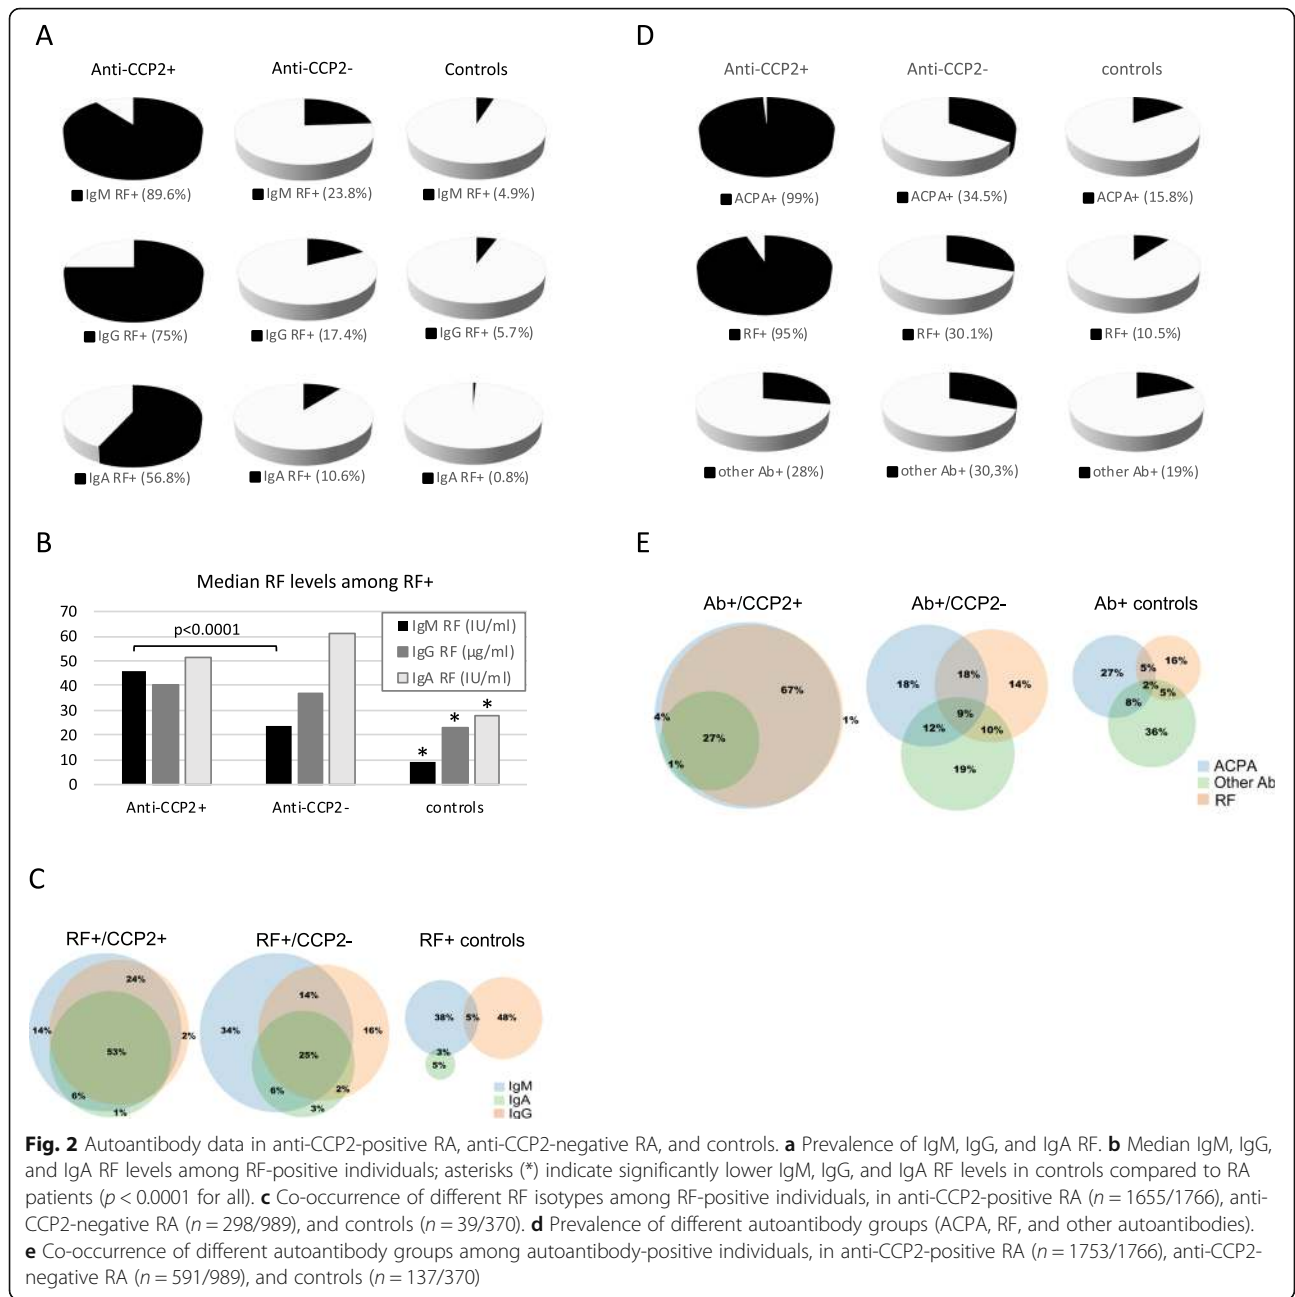 A
Anti-CCP2+
Anti-CCP2-
Controls
IgM RF+ (89.6%)
IgM RF+ (23.8%)
IgM RF+ (4.9%)
IgG RF+ (75%)
IgG RF+ (17.4%)
IgG RF+ (5.7%)
IgA RF+ (56.8%)
IgA RF+ (10.6%)
IgA RF+ (0.8%)
D
Anti-CCP2+
Anti-CCP2-
controls
ACPA+ (99%)
ACPA+ (34.5%)
ACPA+ (15.8%)
RF+ (95%)
RF+ (30.1%)
RF+ (10.5%)
other Ab+ (28%)
other Ab+ (30,3%)
other Ab+ (19%)
B
Median RF levels among RF+
70
60
50
40
30
20
10
0
p<0.0001
IgM RF (IU/ml)
IgG RF (µg/ml)
IgA RF (IU/ml)
*
*
*
Anti-CCP2+
Anti-CCP2-
controls
E
Ab+/CCP2+
67%
4%
1%
27%
1%
Ab+/CCP2-
18%
18%
14%
9%
12%
10%
19%
Ab+ controls
27%
5%
16%
2%
5%
8%
36%
ACPA
Other Ab
RF
C
RF+/CCP2+
24%
14%
2%
53%
6%
1%
RF+/CCP2-
14%
34%
16%
25%
6%
2%
3%
RF+ controls
38%
5%
48%
3%
5%
IgM
IgA
IgG
Fig. 2 Autoantibody data in anti-CCP2-positive RA, anti-CCP2-negative RA, and controls. a Prevalence of IgM, IgG, and IgA RF. b Median IgM, IgG,
and IgA RF levels among RF-positive individuals; asterisks (*) indicate significantly lower IgM, IgG, and IgA RF levels in controls compared to RA
patients (p < 0.0001 for all). c Co-occurrence of different RF isotypes among RF-positive individuals, in anti-CCP2-positive RA (n = 1655/1766), anti-
CCP2-negative RA (n = 298/989), and controls (n = 39/370). d Prevalence of different autoantibody groups (ACPA, RF, and other autoantibodies).
e Co-occurrence of different autoantibody groups among autoantibody-positive individuals, in anti-CCP2-positive RA (n = 1753/1766), anti-CCP2-
negative RA (n = 591/989), and controls (n = 137/370)